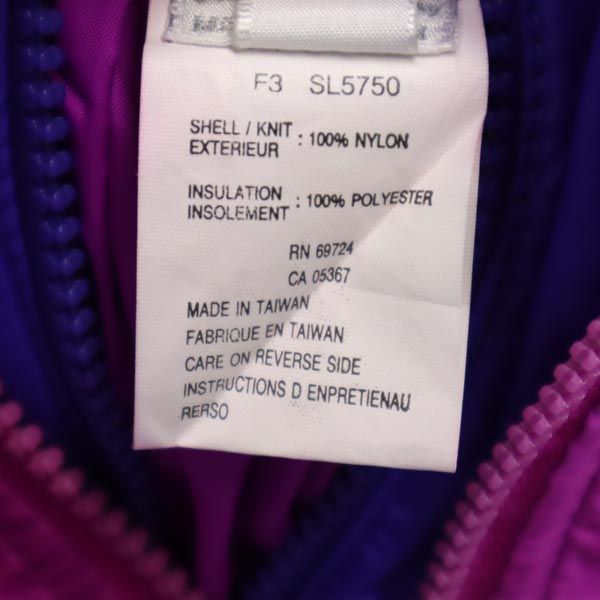 F3 SL5750
SHELL / KNIT : 100% NYLON
EXTERIEUR
INSULATION : 100% POLYESTER
INSOLEMENT
RN 69724
CA 05367
MADE IN TAIWAN
FABRIQUE EN TAIWAN
CARE ON REVERSE SIDE
INSTRUCTIONS D ENPRETIENAU
RERSO